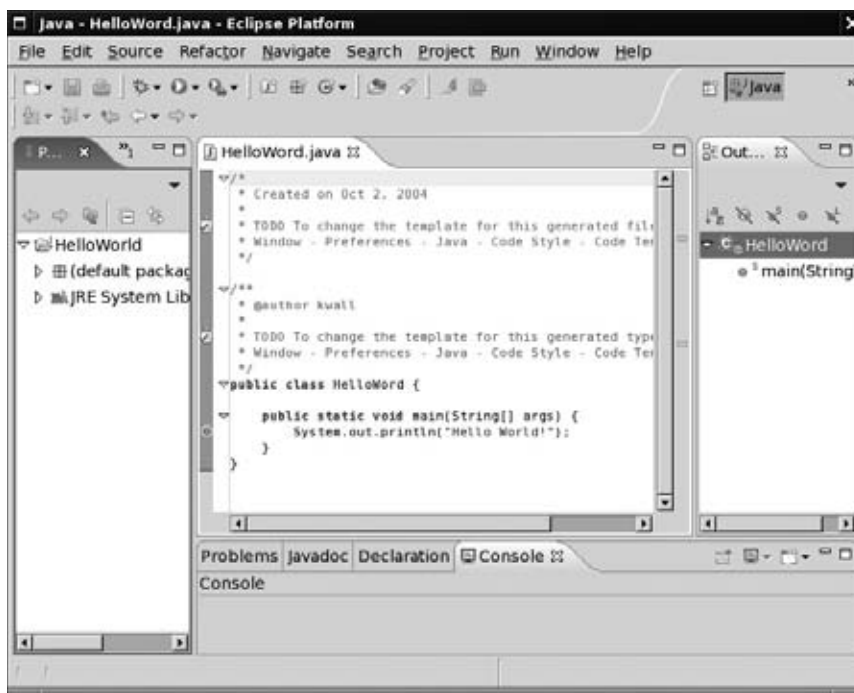 Java - HelloWord.java - Eclipse Platform
File Edit Source Refactor Navigate Search Project Run Window Help
Java
P...
HelloWorld
(default packag
JRE System Lib
HelloWord.java
/*
* Created on Oct 2, 2004
*
* TODO To change the template for this generated file
* Window - Preferences - Java - Code Style - Code Tem
*/
/**
* @author kwall
*
* TODO To change the template for this generated type
* Window - Preferences - Java - Code Style - Code Tem
*/
public class HelloWord {
public static void main(String[] args) {
System.out.println("Hello World!");
}
}
Out...
HelloWord
main(String
Problems Javadoc Declaration Console
Console